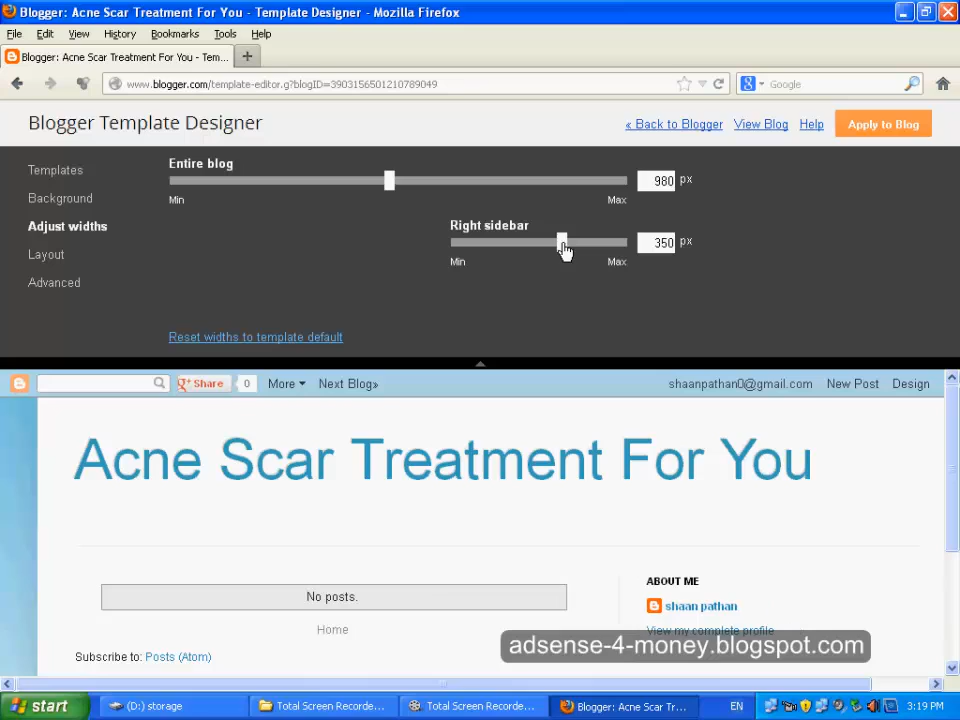 Blogger: Acne Scar Treatment For You - Template Designer - Mozilla Firefox
File Edit View History Bookmarks Tools Help
Blogger: Acne Scar Treatment For You - Tem...
www.blogger.com/template-editor.g?blogID=3903156501210789049
Google
Blogger Template Designer
« Back to Blogger View Blog Help Apply to Blog
Templates
Background
Adjust widths
Layout
Advanced
Entire blog
980 px
Min Max
Right sidebar
350 px
Min Max
Reset widths to template default
g+ Share 0 More Next Blog» shaanpathan0@gmail.com New Post Design
Acne Scar Treatment For You
No posts.
Home
Subscribe to: Posts (Atom)
ABOUT ME
shaan pathan
View my complete profile
adsense-4-money.blogspot.com
start (D:) storage Total Screen Recorde... Total Screen Recorde... Blogger: Acne Scar Tr... EN 3:19 PM